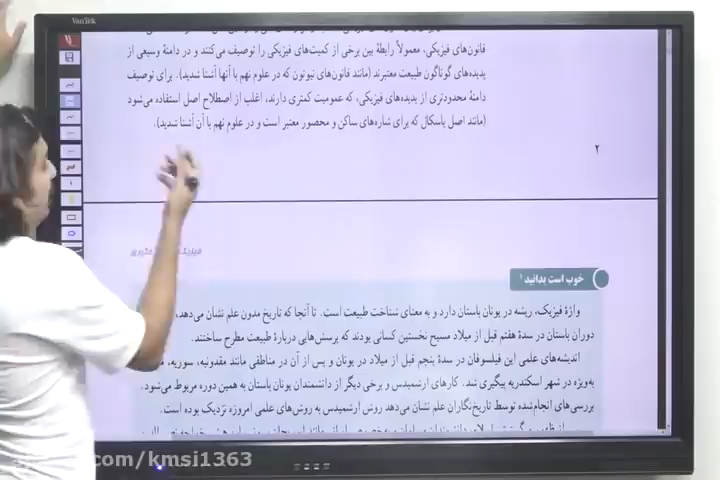 VanTek
قانون‌های فیزیکی، معمولاً رابطهٔ بین برخی از کمیت‌های فیزیکی را توصیف می‌کنند و در دامنهٔ وسیعی از
پدیده‌های گوناگون طبیعت معتبرند (مانند قانون‌های نیوتون که در علوم نهم با آنها آشنا شدید). برای توصیف
دامنهٔ محدودتری از پدیده‌های فیزیکی، که عمومیت کمتری دارند، اغلب از اصطلاح اصل استفاده می‌شود
(مانند اصل پاسکال که برای شاره‌های ساکن و محصور معتبر است و در علوم نهم با آن آشنا شدید).
۲
خوب است بدانید ۱
واژهٔ فیزیک، ریشه در یونان باستان دارد و به معنای شناخت طبیعت است. تا آنجا که تاریخ مدون علم نشان می‌دهد،
دوران باستان در سدهٔ هفتم قبل از میلاد مسیح نخستین کسانی بودند که پرسش‌هایی دربارهٔ طبیعت مطرح ساختند.
اندیشه‌های علمی این فیلسوفان در سدهٔ پنجم قبل از میلاد در یونان و پس از آن در مناطقی مانند مقدونیه، سوریه،
به‌ویژه در شهر اسکندریه پیگیری شد. کارهای ارشمیدس و برخی دیگر از دانشمندان یونان باستان به همین دوره مربوط می‌شود.
بررسی‌های انجام‌شده توسط تاریخ‌نگاران علم نشان می‌دهد روش ارشمیدس به روش‌های علمی امروزه نزدیک بوده است.
com/kmsi1363